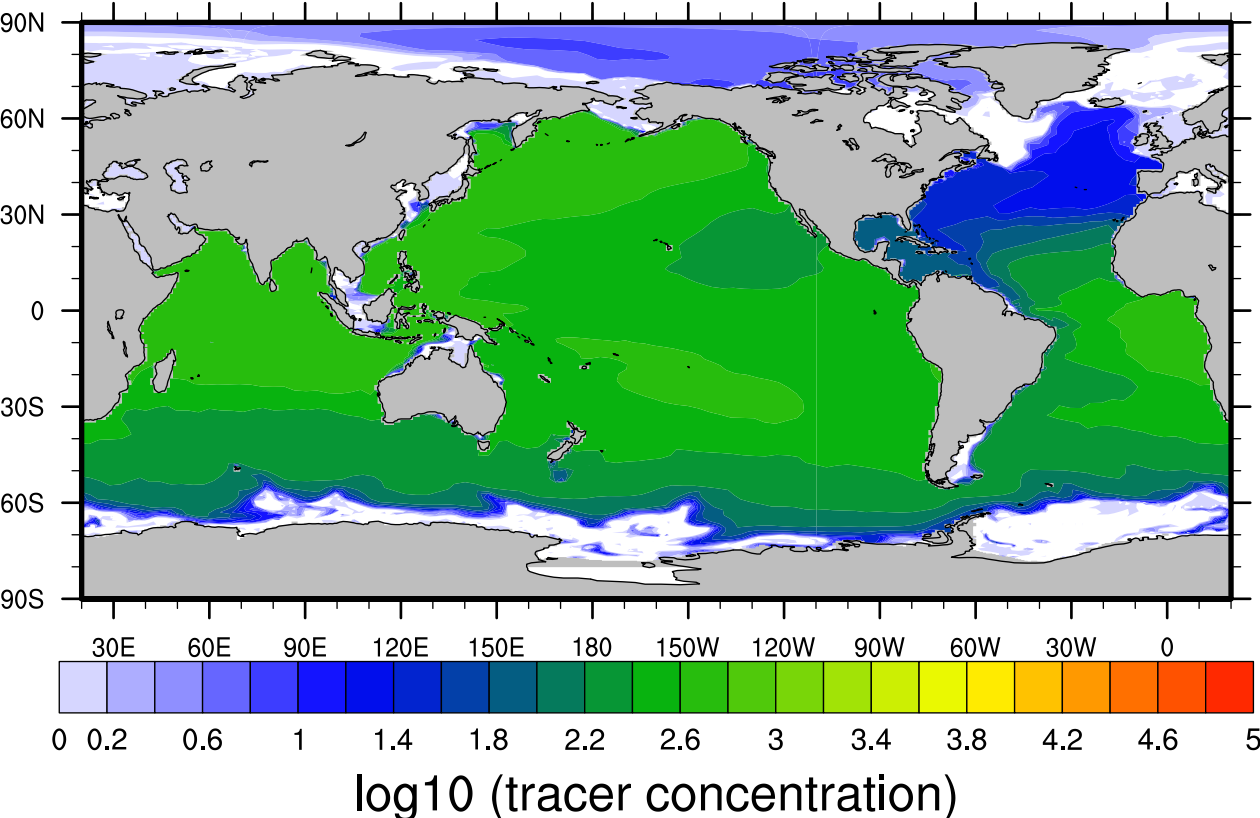 90N
60N
30N
0
30S
60S
90S
30E 60E 90E 120E 150E 180 150W 120W 90W 60W 30W 0
0 0.2 0.6 1 1.4 1.8 2.2 2.6 3 3.4 3.8 4.2 4.6 5
log10 (tracer concentration)